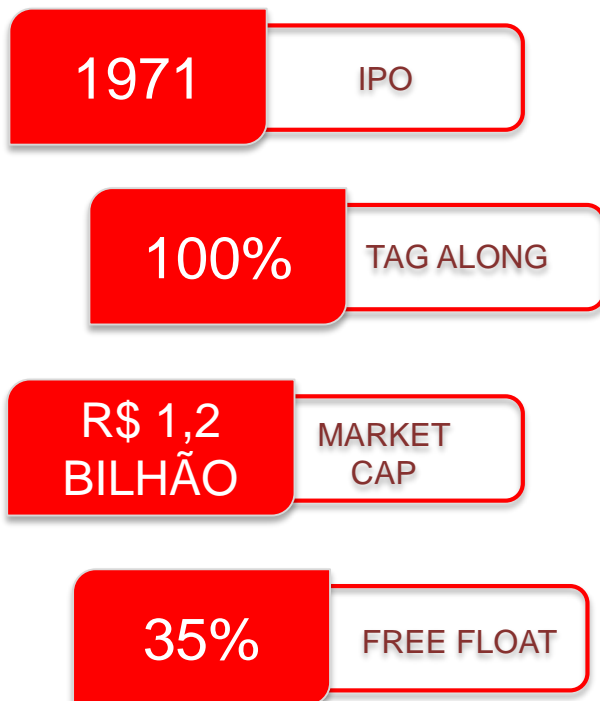 1971
IPO
100%
TAG ALONG
R$ 1,2
BILHÃO
MARKET
CAP
35%
FREE FLOAT